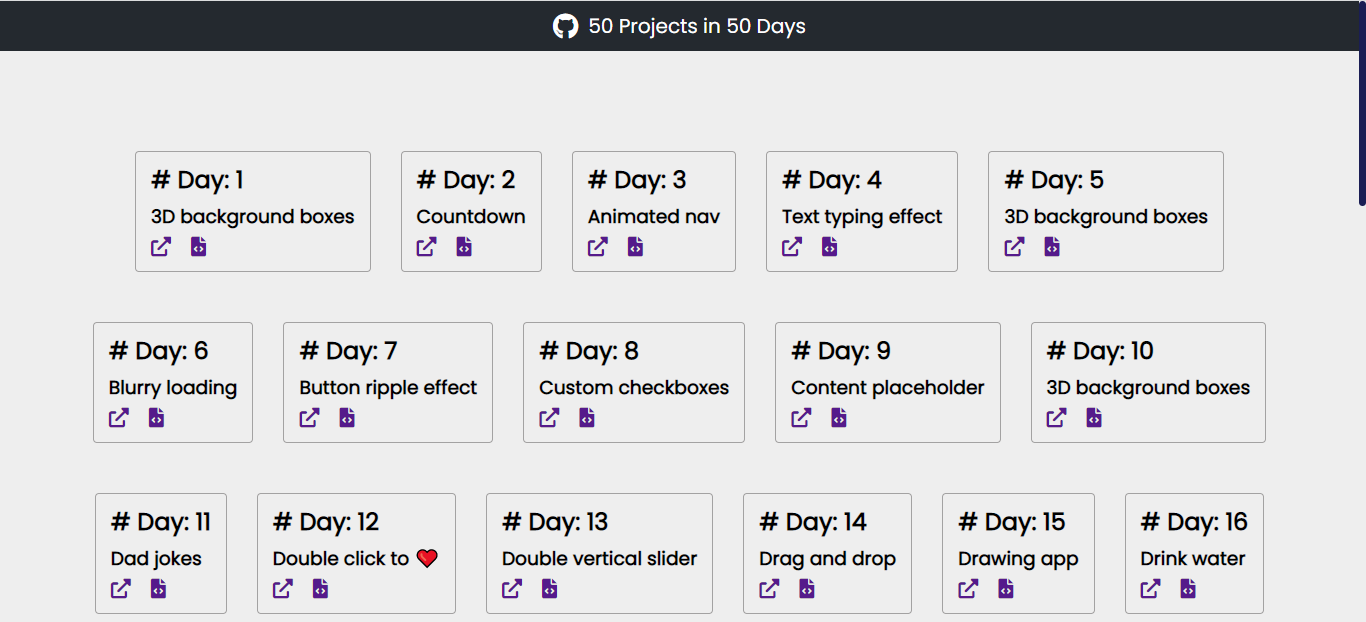 50 Projects in 50 Days
# Day: 1
3D background boxes
# Day: 2
Countdown
# Day: 3
Animated nav
# Day: 4
Text typing effect
# Day: 5
3D background boxes
# Day: 6
Blurry loading
# Day: 7
Button ripple effect
# Day: 8
Custom checkboxes
# Day: 9
Content placeholder
# Day: 10
3D background boxes
# Day: 11
Dad jokes
# Day: 12
Double click to ❤️
# Day: 13
Double vertical slider
# Day: 14
Drag and drop
# Day: 15
Drawing app
# Day: 16
Drink water